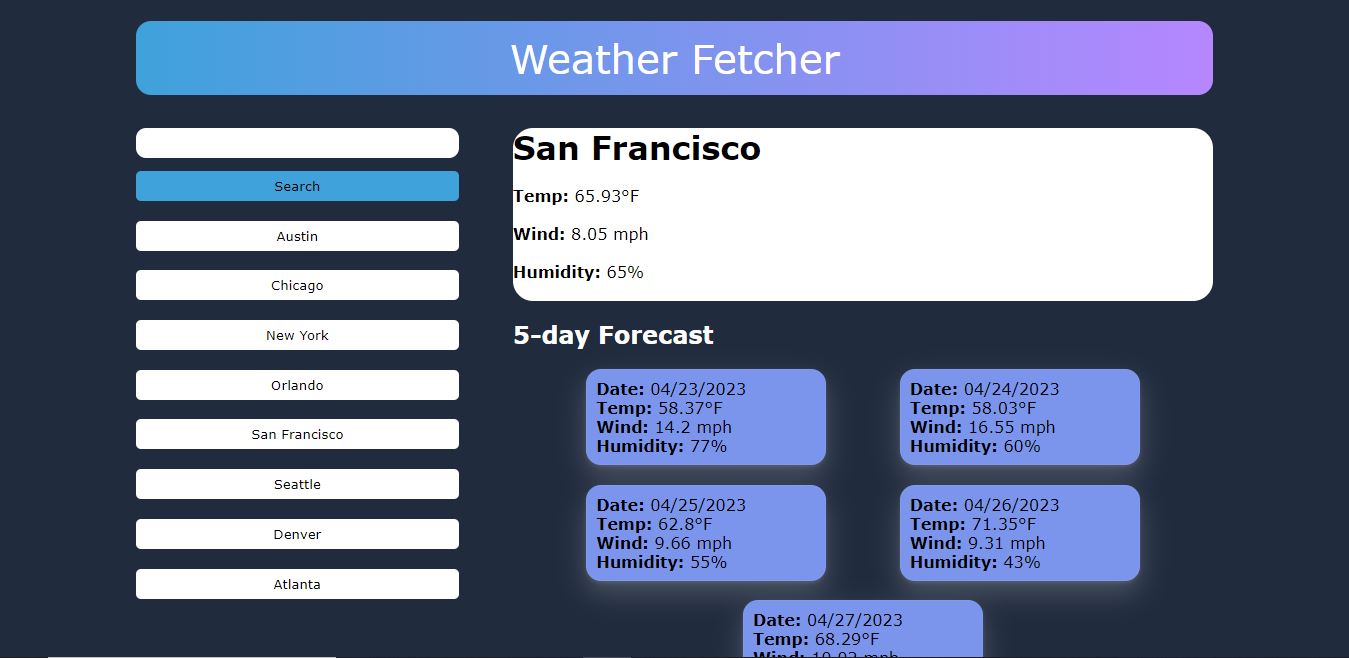 Weather Fetcher
Search
Austin
Chicago
New York
Orlando
San Francisco
Seattle
Denver
Atlanta
San Francisco
Temp: 65.93°F
Wind: 8.05 mph
Humidity: 65%
5-day Forecast
Date: 04/23/2023
Temp: 58.37°F
Wind: 14.2 mph
Humidity: 77%
Date: 04/24/2023
Temp: 58.03°F
Wind: 16.55 mph
Humidity: 60%
Date: 04/25/2023
Temp: 62.8°F
Wind: 9.66 mph
Humidity: 55%
Date: 04/26/2023
Temp: 71.35°F
Wind: 9.31 mph
Humidity: 43%
Date: 04/27/2023
Temp: 68.29°F
Wind: mph